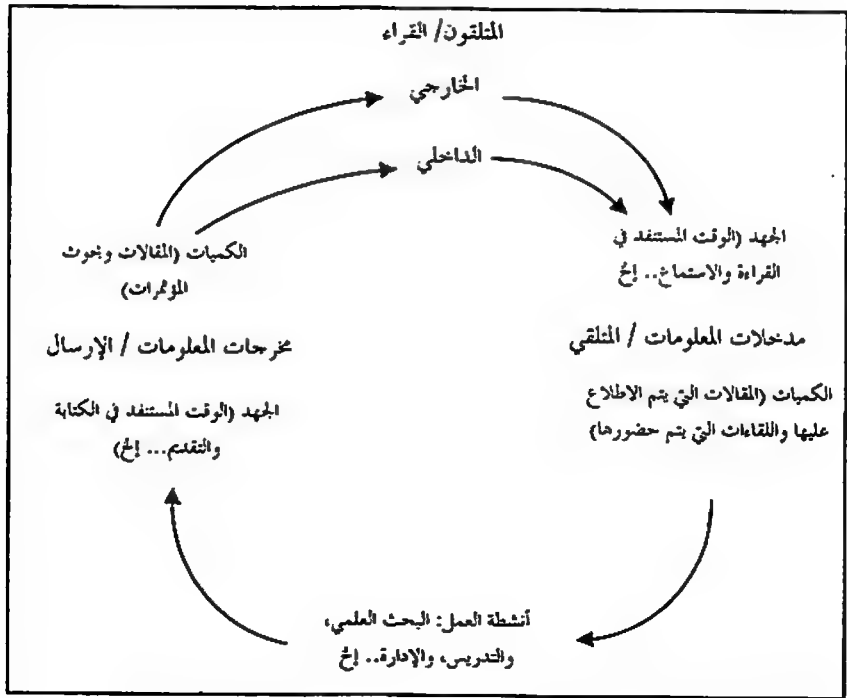 المتلقون/ القراء
الخارجي
الداخلي
الجهد (الوقت المستنفد في
القراءة والاستماع.. إلخ
الكميات (المقالات وبحوث
المؤتمرات)
مدخلات المعلومات / المتلقي
مخرجات المعلومات / الإرسال
الكميات (المقالات التي يتم الاطلاع
عليها واللقاءات التي يتم حضورها)
الجهد (الوقت المستنفد في الكتابة
والتقديم... إلخ)
أنشطة العمل: البحث العلمي،
والتدريس، والإدارة.. إلخ